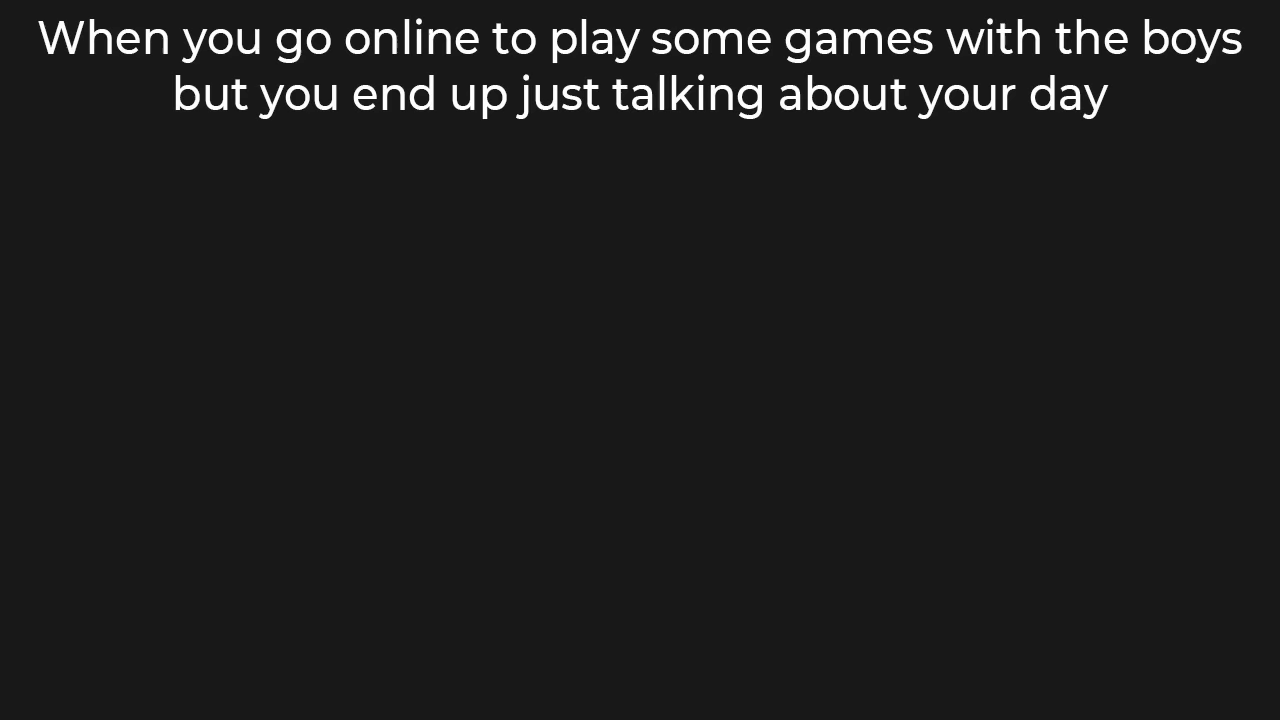 When you go online to play some games with the boys
but you end up just talking about your day